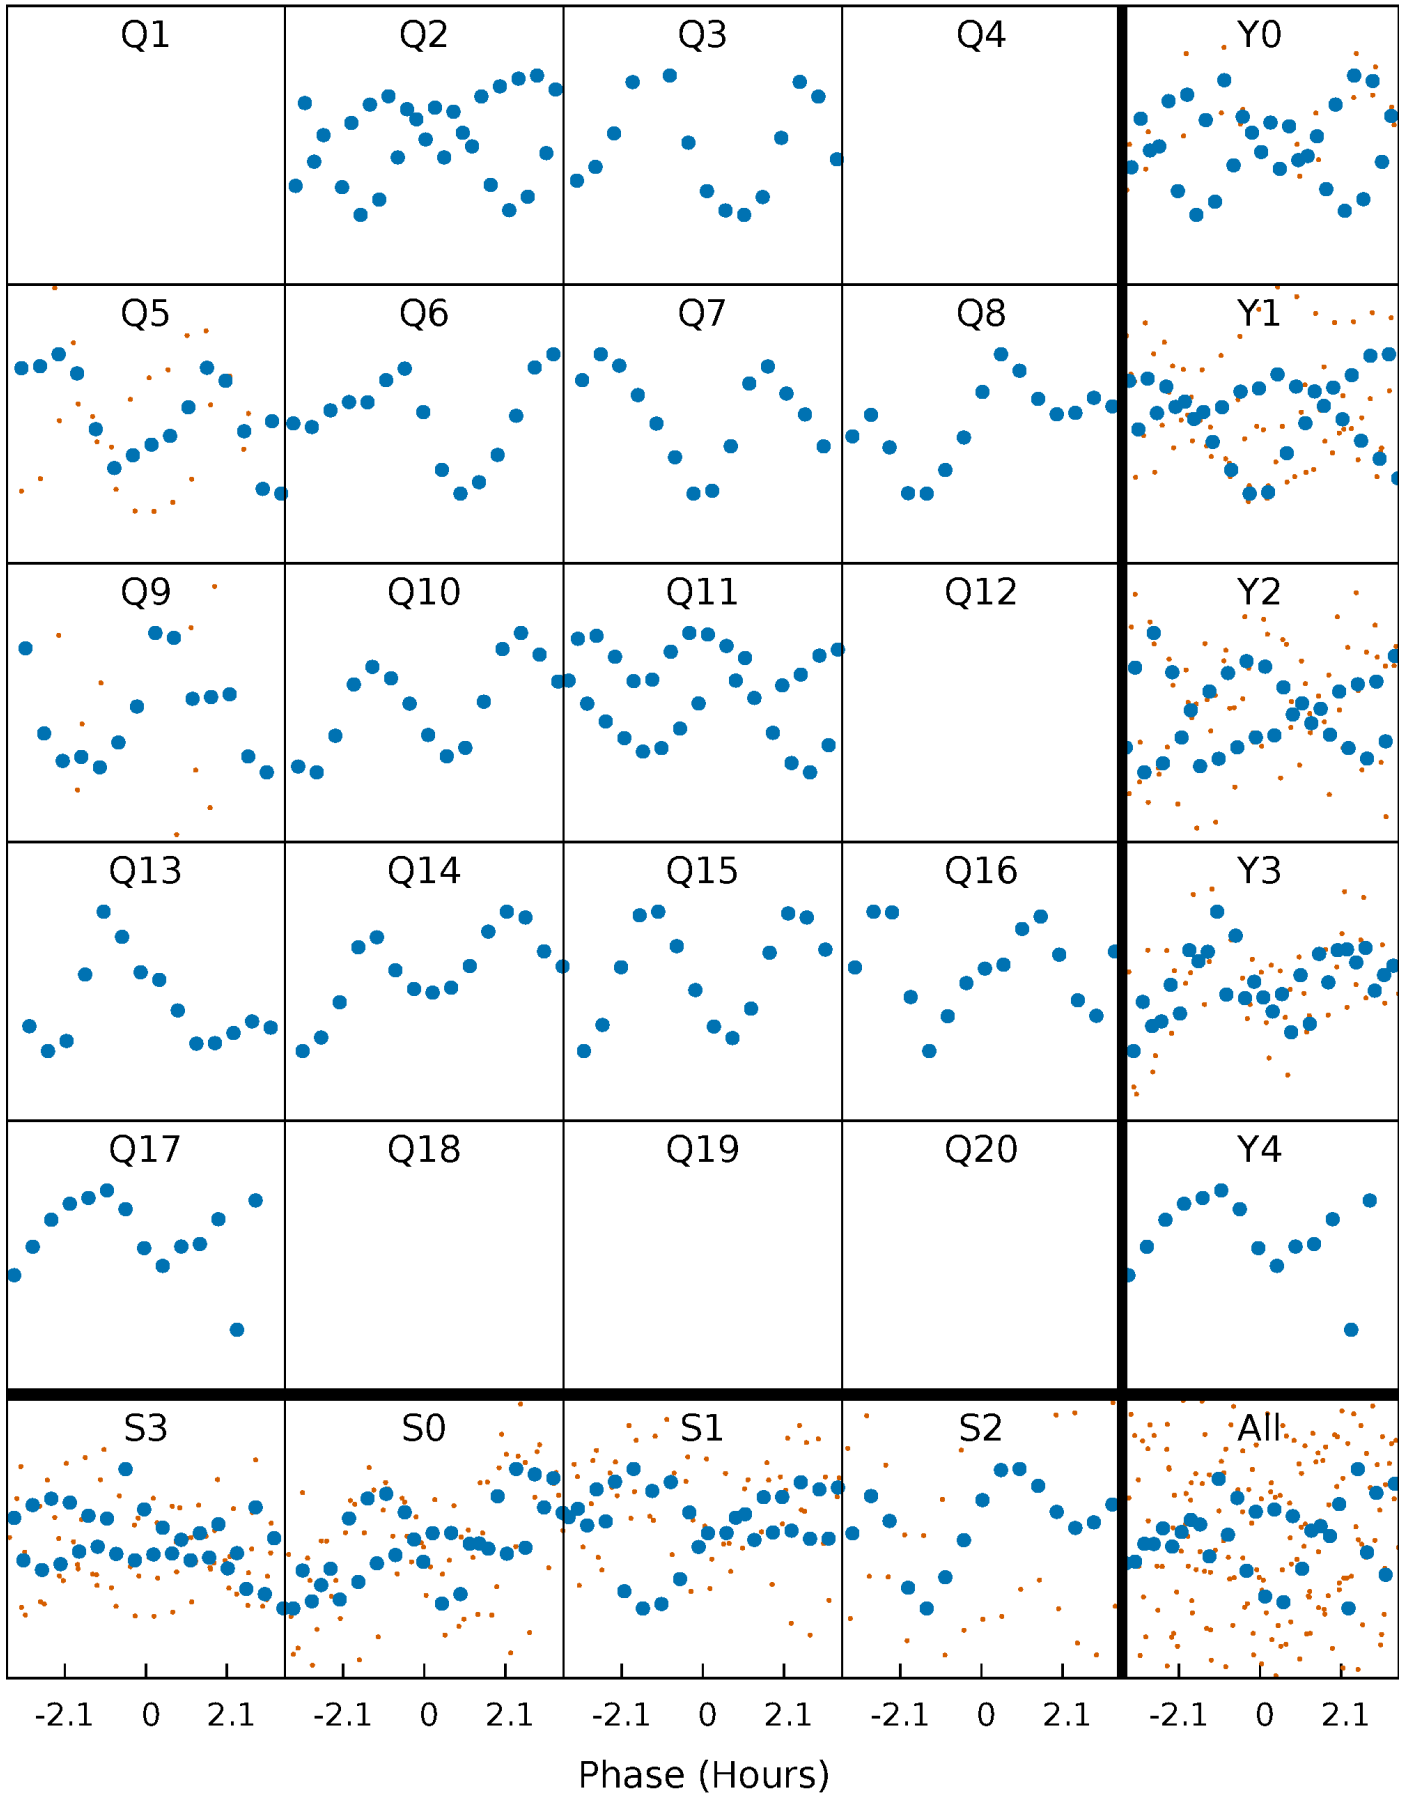 Q1 Q2 Q3 Q4 Y0
Q5 Q6 Q7 Q8 Y1
Q9 Q10 Q11 Q12 Y2
Q13 Q14 Q15 Q16 Y3
Q17 Q18 Q19 Q20 Y4
S3 S0 S1 S2 All
-2.1 0 2.1 -2.1 0 2.1 -2.1 0 2.1 -2.1 0 2.1 -2.1 0 2.1
Phase (Hours)